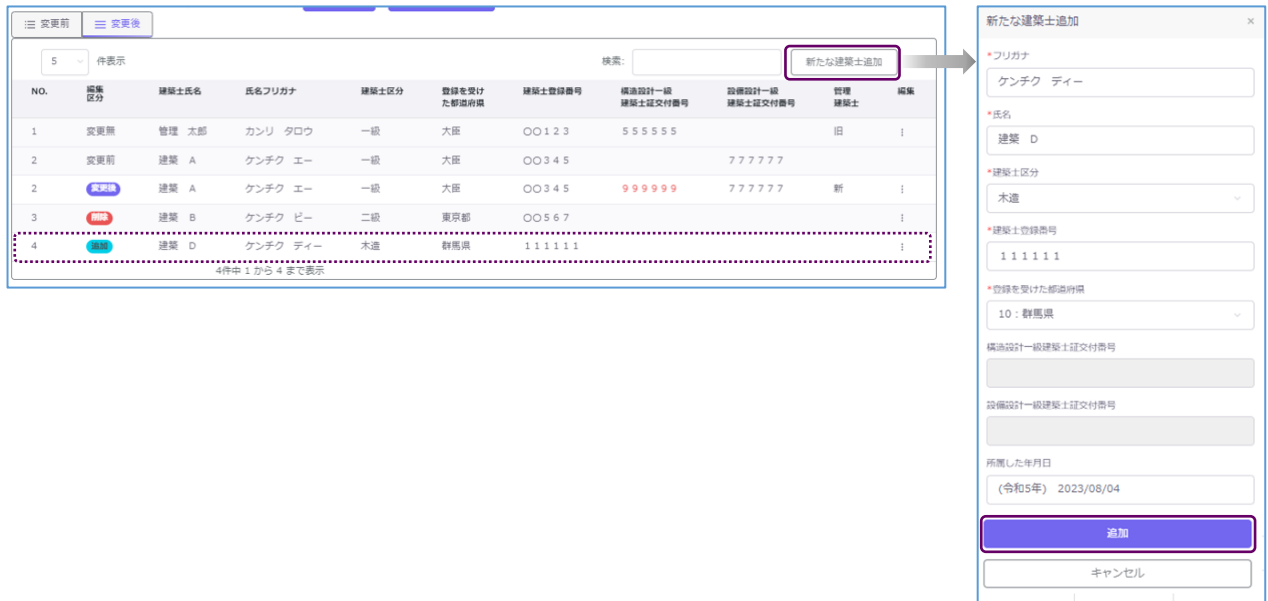 変更前 変更後
5 件表示 検索: 新たな建築士追加
NO. 編集区分 建築士氏名 氏名フリガナ 建築士区分 登録を受けた都道府県 建築士登録番号 構造設計一級建築士証交付番号 設備設計一級建築士証交付番号 管理建築士 編集
1 変更無 管理 太郎 カンリ タロウ 一級 大臣 〇〇123 555555 旧
2 変更前 建築 A ケンチク エー 一級 大臣 〇〇345 777777
2 変更後 建築 A ケンチク エー 一級 大臣 〇〇345 999999 777777 新
3 削除 建築 B ケンチク ビー 二級 東京都 〇〇567
4 追加 建築 D ケンチク ディー 木造 群馬県 111111
4件中 1 から 4 まで表示
新たな建築士追加 ×
*フリガナ
ケンチク ディー
*氏名
建築 D
*建築士区分
木造
*建築士登録番号
111111
*登録を受けた都道府県
10:群馬県
構造設計一級建築士証交付番号
設備設計一級建築士証交付番号
所属した年月日
(令和5年) 2023/08/04
追加
キャンセル